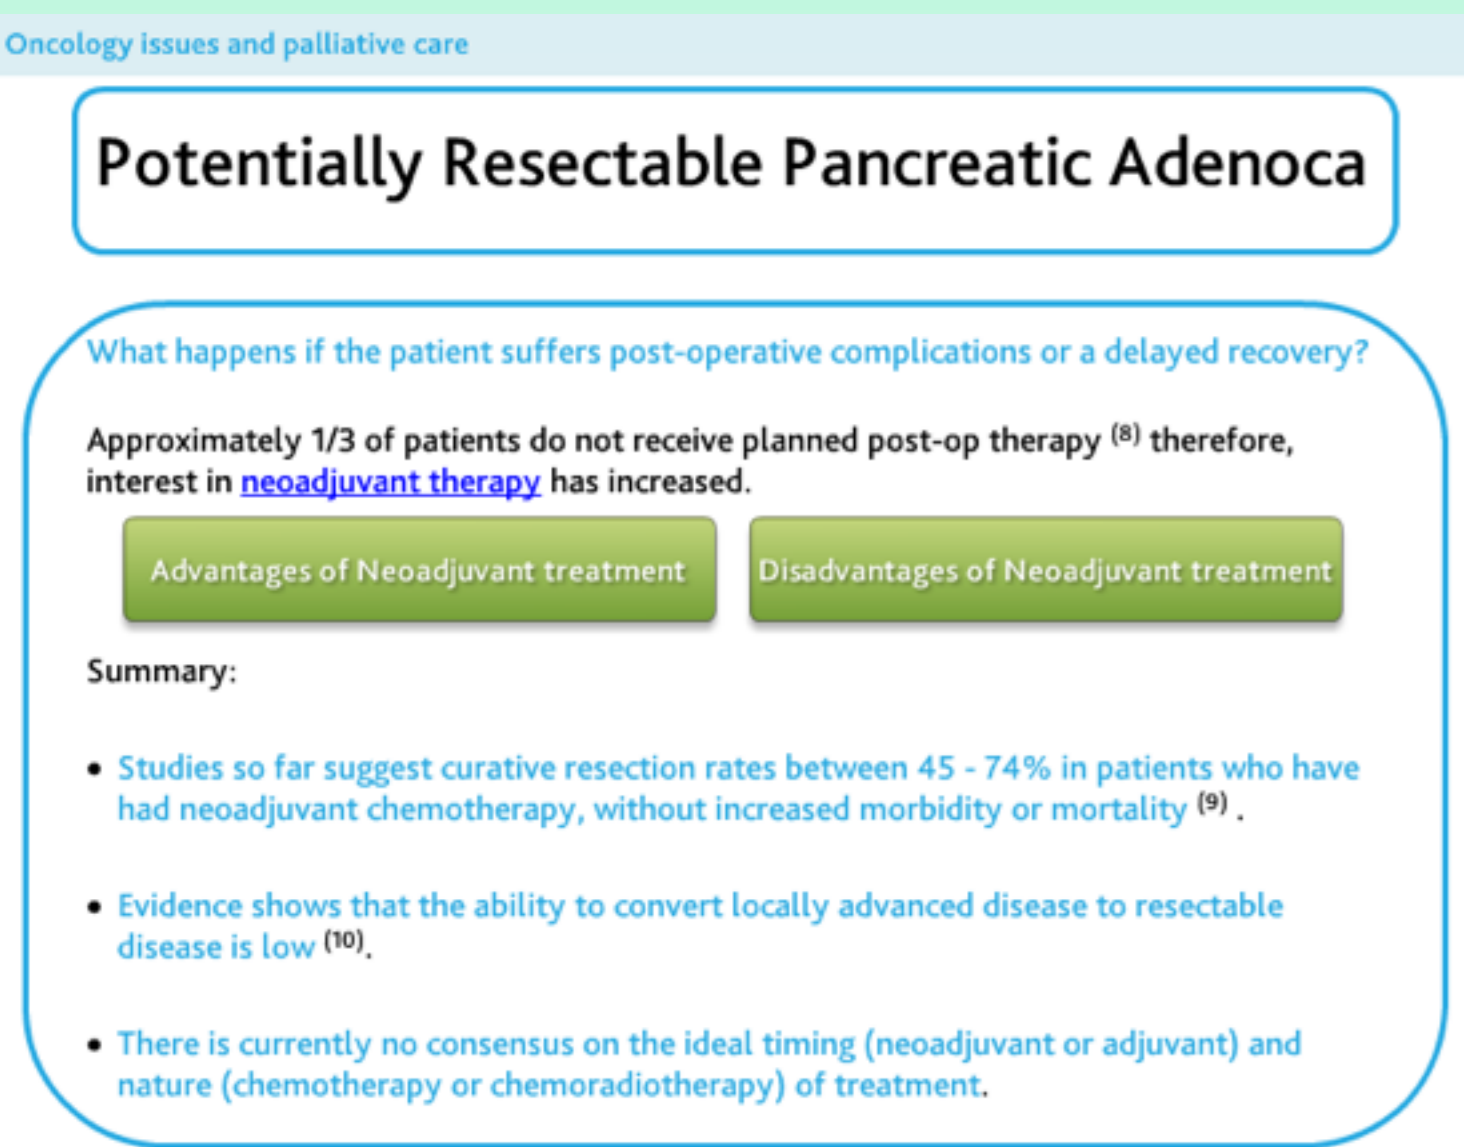 Oncology issues and palliative care
Potentially Resectable Pancreatic Adenoca
What happens if the patient suffers post-operative complications or a delayed recovery?
Approximately 1/3 of patients do not receive planned post-op therapy (8) therefore,
interest in neoadjuvant therapy has increased.
Advantages of Neoadjuvant treatment
Disadvantages of Neoadjuvant treatment
Summary:
• Studies so far suggest curative resection rates between 45 - 74% in patients who have
had neoadjuvant chemotherapy, without increased morbidity or mortality (9) .
• Evidence shows that the ability to convert locally advanced disease to resectable
disease is low (10).
• There is currently no consensus on the ideal timing (neoadjuvant or adjuvant) and
nature (chemotherapy or chemoradiotherapy) of treatment.